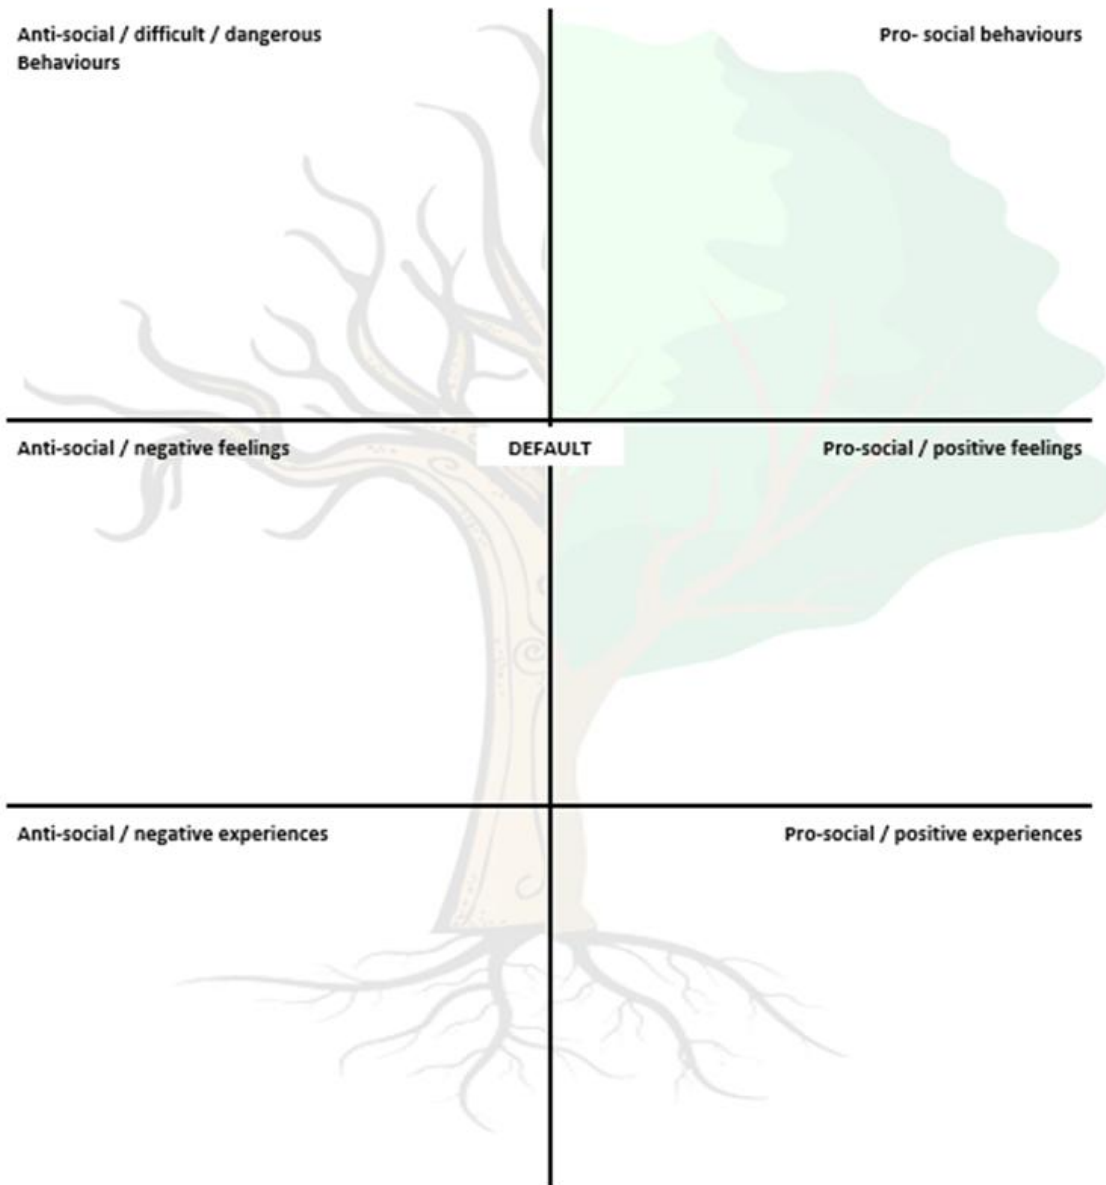 Anti-social / difficult / dangerous
Behaviours
Pro- social behaviours
Anti-social / negative feelings
DEFAULT
Pro-social / positive feelings
Anti-social / negative experiences
Pro-social / positive experiences